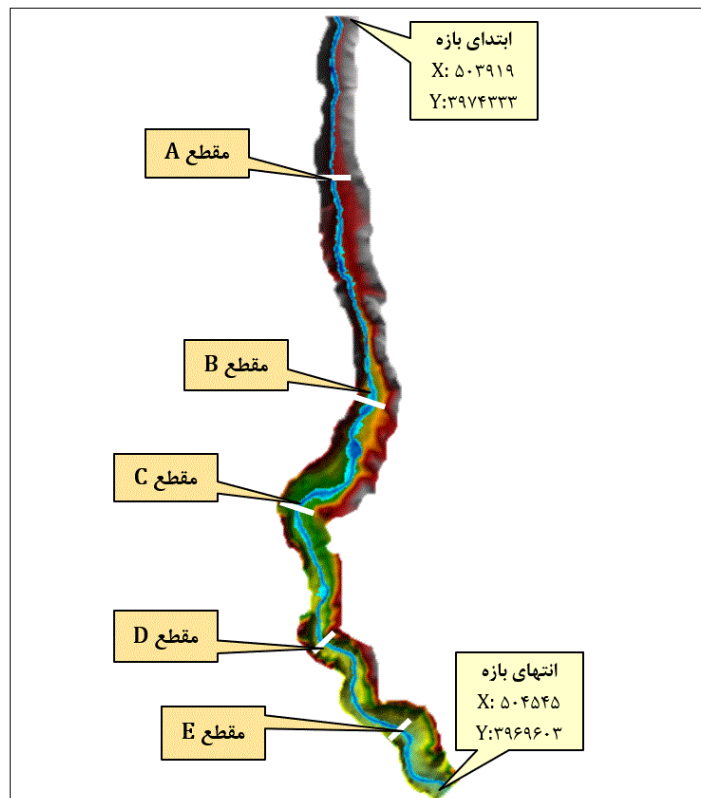 ابتدای بازه
X: ۵۰۳۹۱۹
Y:۳۹۷۴۳۳۳
مقطع A
مقطع B
مقطع C
مقطع D
انتهای بازه
X: ۵۰۴۵۴۵
Y:۳۹۶۹۶۰۳
مقطع E